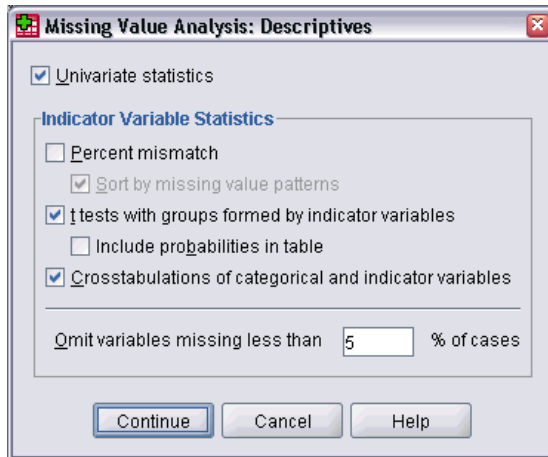 Missing Value Analysis: Descriptives
Univariate statistics
Indicator Variable Statistics
Percent mismatch
Sort by missing value patterns
t tests with groups formed by indicator variables
Include probabilities in table
Crosstabulations of categorical and indicator variables
Omit variables missing less than 5 % of cases
Continue Cancel Help